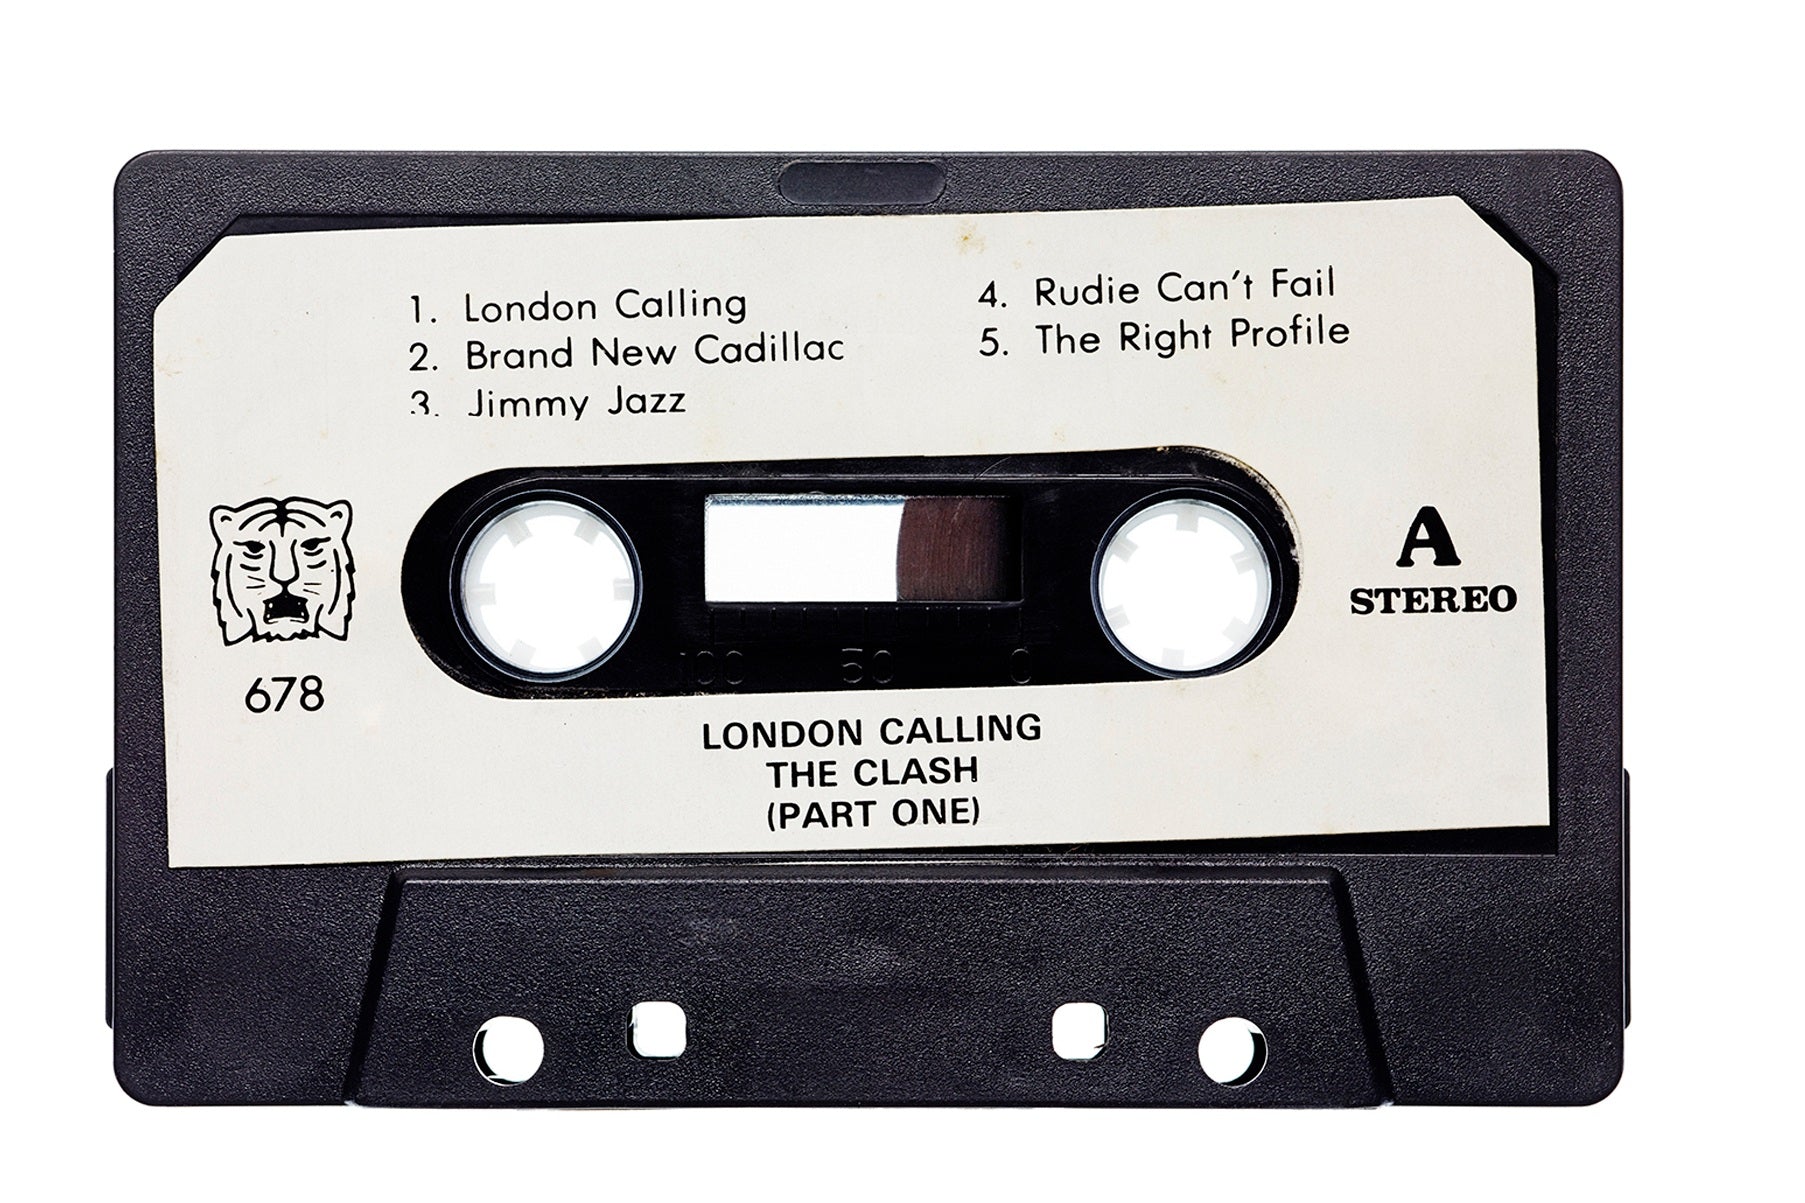 1. London Calling
2. Brand New Cadillac
3. Jimmy Jazz
4. Rudie Can't Fail
5. The Right Profile
A
STEREO
678
100 50 0
LONDON CALLING
THE CLASH
(PART ONE)